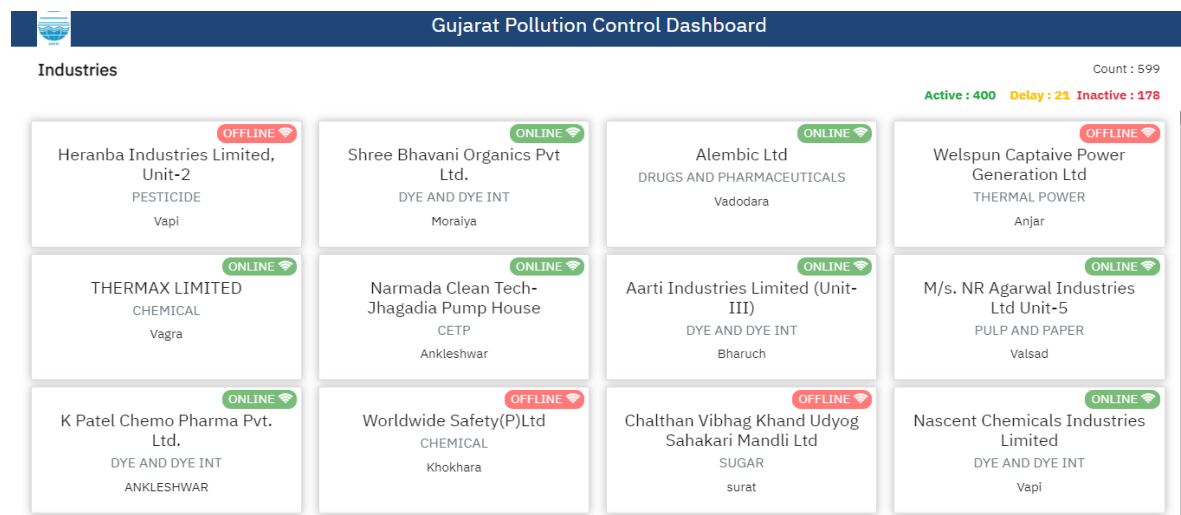 Gujarat Pollution Control Dashboard
Industries
Count : 599
Active : 400 Delay : 21 Inactive : 178
OFFLINE
Heranba Industries Limited,
Unit-2
PESTICIDE
Vapi
ONLINE
Shree Bhavani Organics Pvt
Ltd.
DYE AND DYE INT
Moraiya
ONLINE
Alembic Ltd
DRUGS AND PHARMACEUTICALS
Vadodara
OFFLINE
Welspun Captaive Power
Generation Ltd
THERMAL POWER
Anjar
ONLINE
THERMAX LIMITED
CHEMICAL
Vagra
ONLINE
Narmada Clean Tech-
Jhagadia Pump House
CETP
Ankleshwar
ONLINE
Aarti Industries Limited (Unit-
III)
DYE AND DYE INT
Bharuch
ONLINE
M/s. NR Agarwal Industries
Ltd Unit-5
PULP AND PAPER
Valsad
ONLINE
K Patel Chemo Pharma Pvt.
Ltd.
DYE AND DYE INT
ANKLESHWAR
OFFLINE
Worldwide Safety(P)Ltd
CHEMICAL
Khokhara
OFFLINE
Chalthan Vibhag Khand Udyog
Sahakari Mandli Ltd
SUGAR
surat
ONLINE
Nascent Chemicals Industries
Limited
DYE AND DYE INT
Vapi